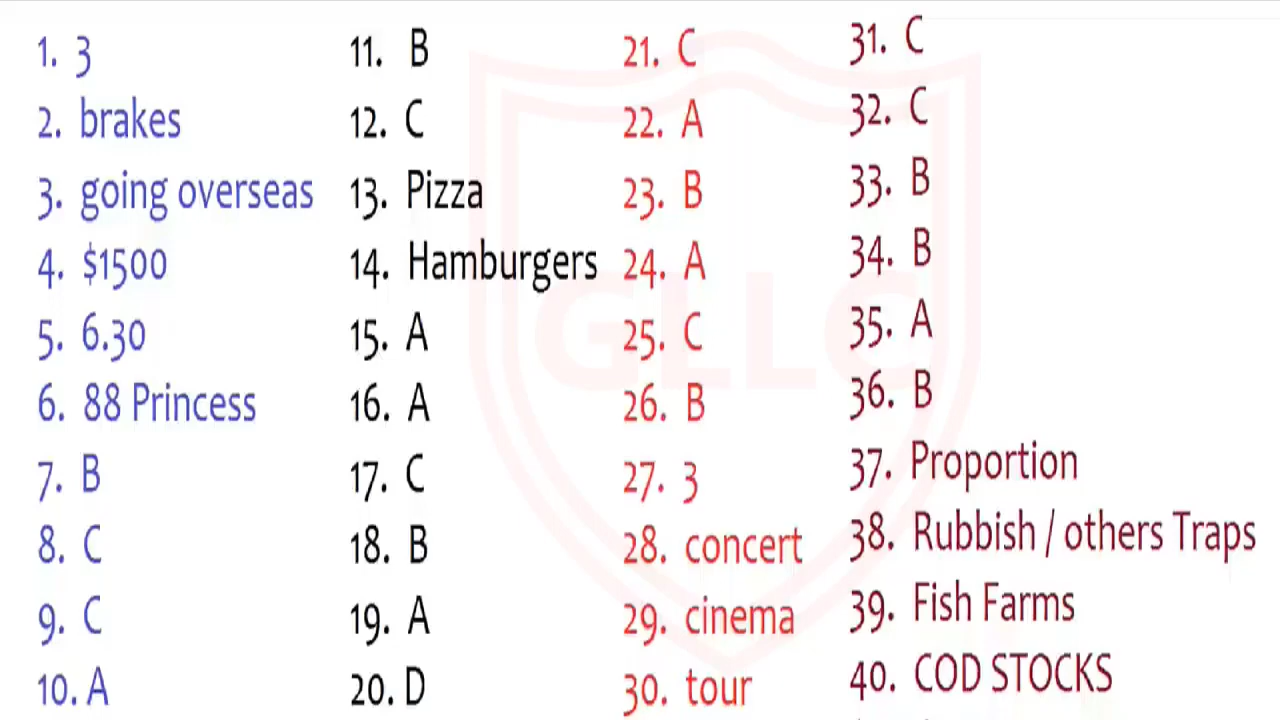 1. 3
2. brakes
3. going overseas
4. $1500
5. 6.30
6. 88 Princess
7. B
8. C
9. C
10. A
11. B
12. C
13. Pizza
14. Hamburgers
15. A
16. A
17. C
18. B
19. A
20. D
21. C
22. A
23. B
24. A
25. C
26. B
27. 3
28. concert
29. cinema
30. tour
31. C
32. C
33. B
34. B
35. A
36. B
37. Proportion
38. Rubbish / others Traps
39. Fish Farms
40. COD STOCKS
GLLC